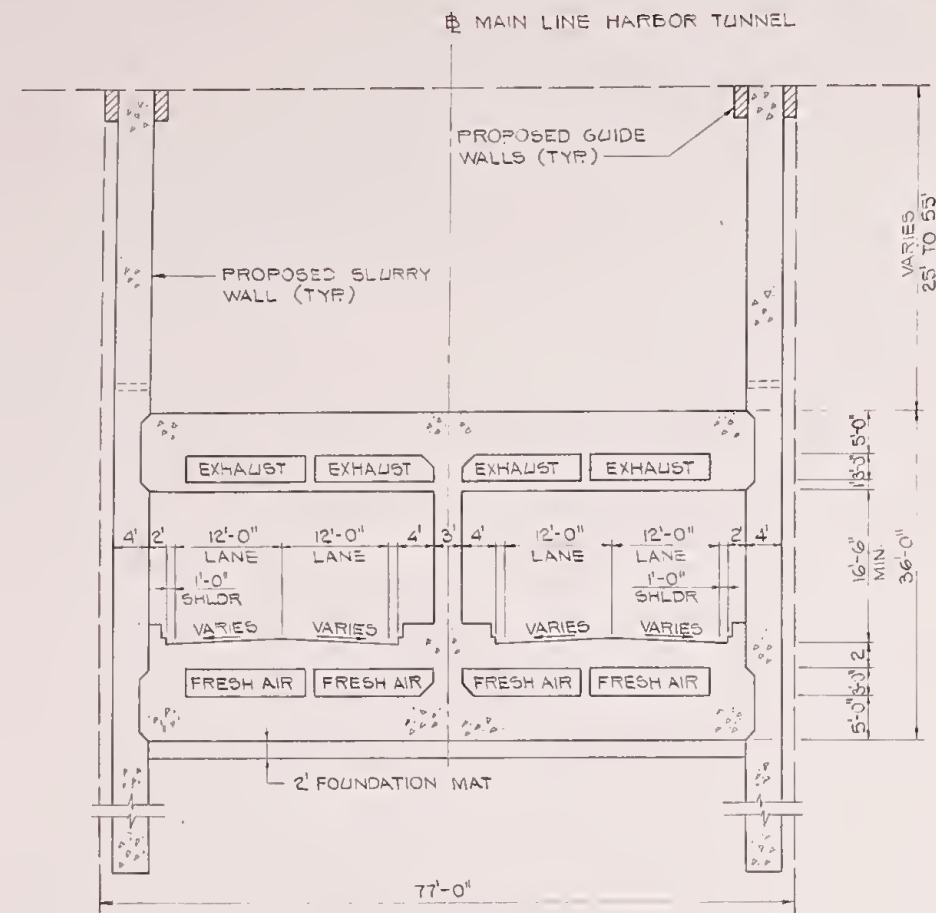 ℄ MAIN LINE HARBOR TUNNEL
PROPOSED GUIDE
WALLS (TYP.)
PROPOSED SLURRY
WALL (TYP.)
VARIES
25' TO 55'
EXHAUST EXHAUST EXHAUST EXHAUST
5'-0"
3'-0"
1'
4' 2' 12'-0" 12'-0" 4' 3' 4' 12'-0" 12'-0" 2' 4'
LANE LANE LANE LANE
1'-0" 1'-0"
SHLDR SHLDR
16'-6"
MIN.
36'-0"
VARIES VARIES VARIES VARIES
2'
FRESH AIR FRESH AIR FRESH AIR FRESH AIR
3'-0"
5'-0"
2' FOUNDATION MAT
77'-0"